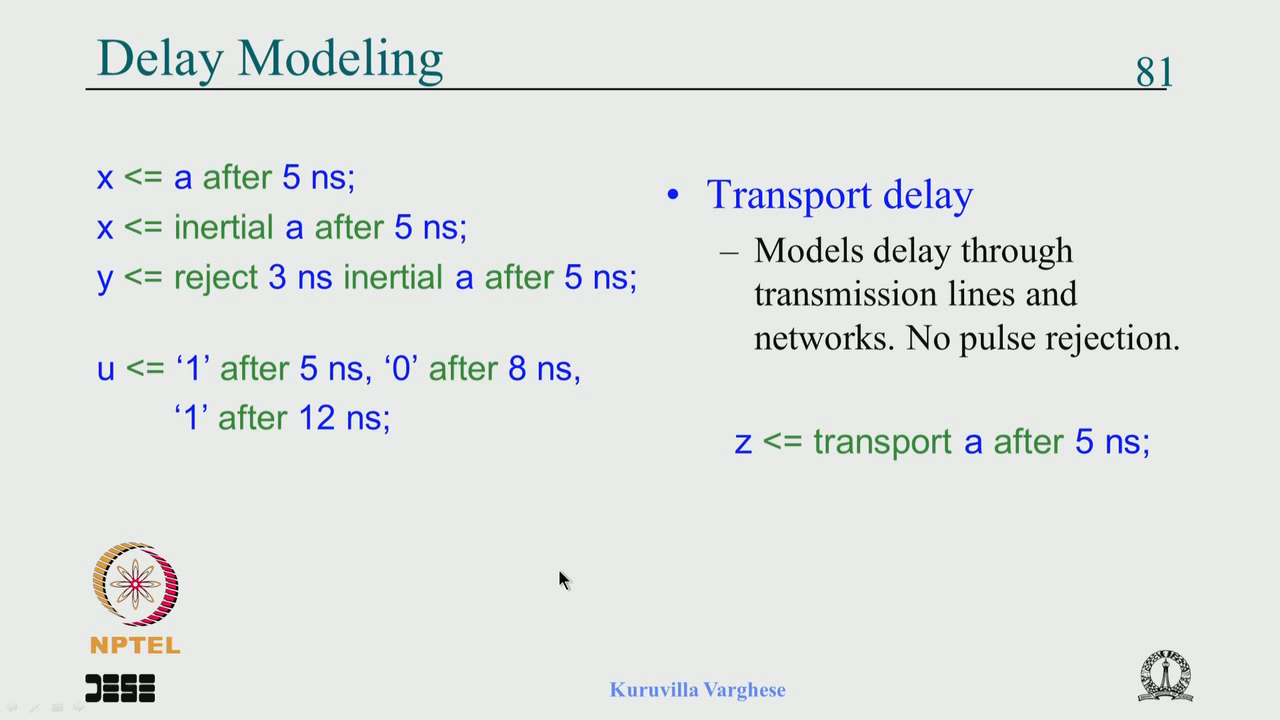 Delay Modeling
81
x <= a after 5 ns;
x <= inertial a after 5 ns;
y <= reject 3 ns inertial a after 5 ns;
u <= ‘1’ after 5 ns, ‘0’ after 8 ns,
‘1’ after 12 ns;
• Transport delay
– Models delay through
transmission lines and
networks. No pulse rejection.
z <= transport a after 5 ns;
NPTEL
DESE
Kuruvilla Varghese